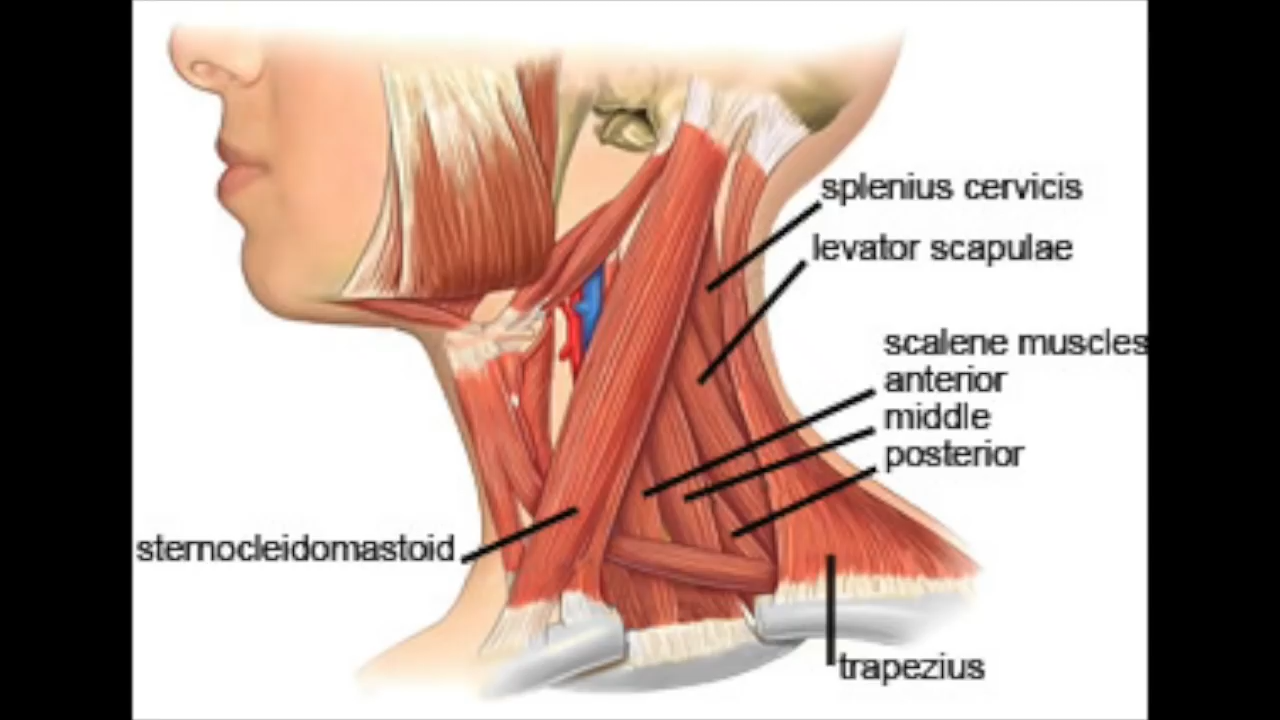 splenius cervicis
levator scapulae
scalene muscles
anterior
middle
posterior
sternocleidomastoid
trapezius